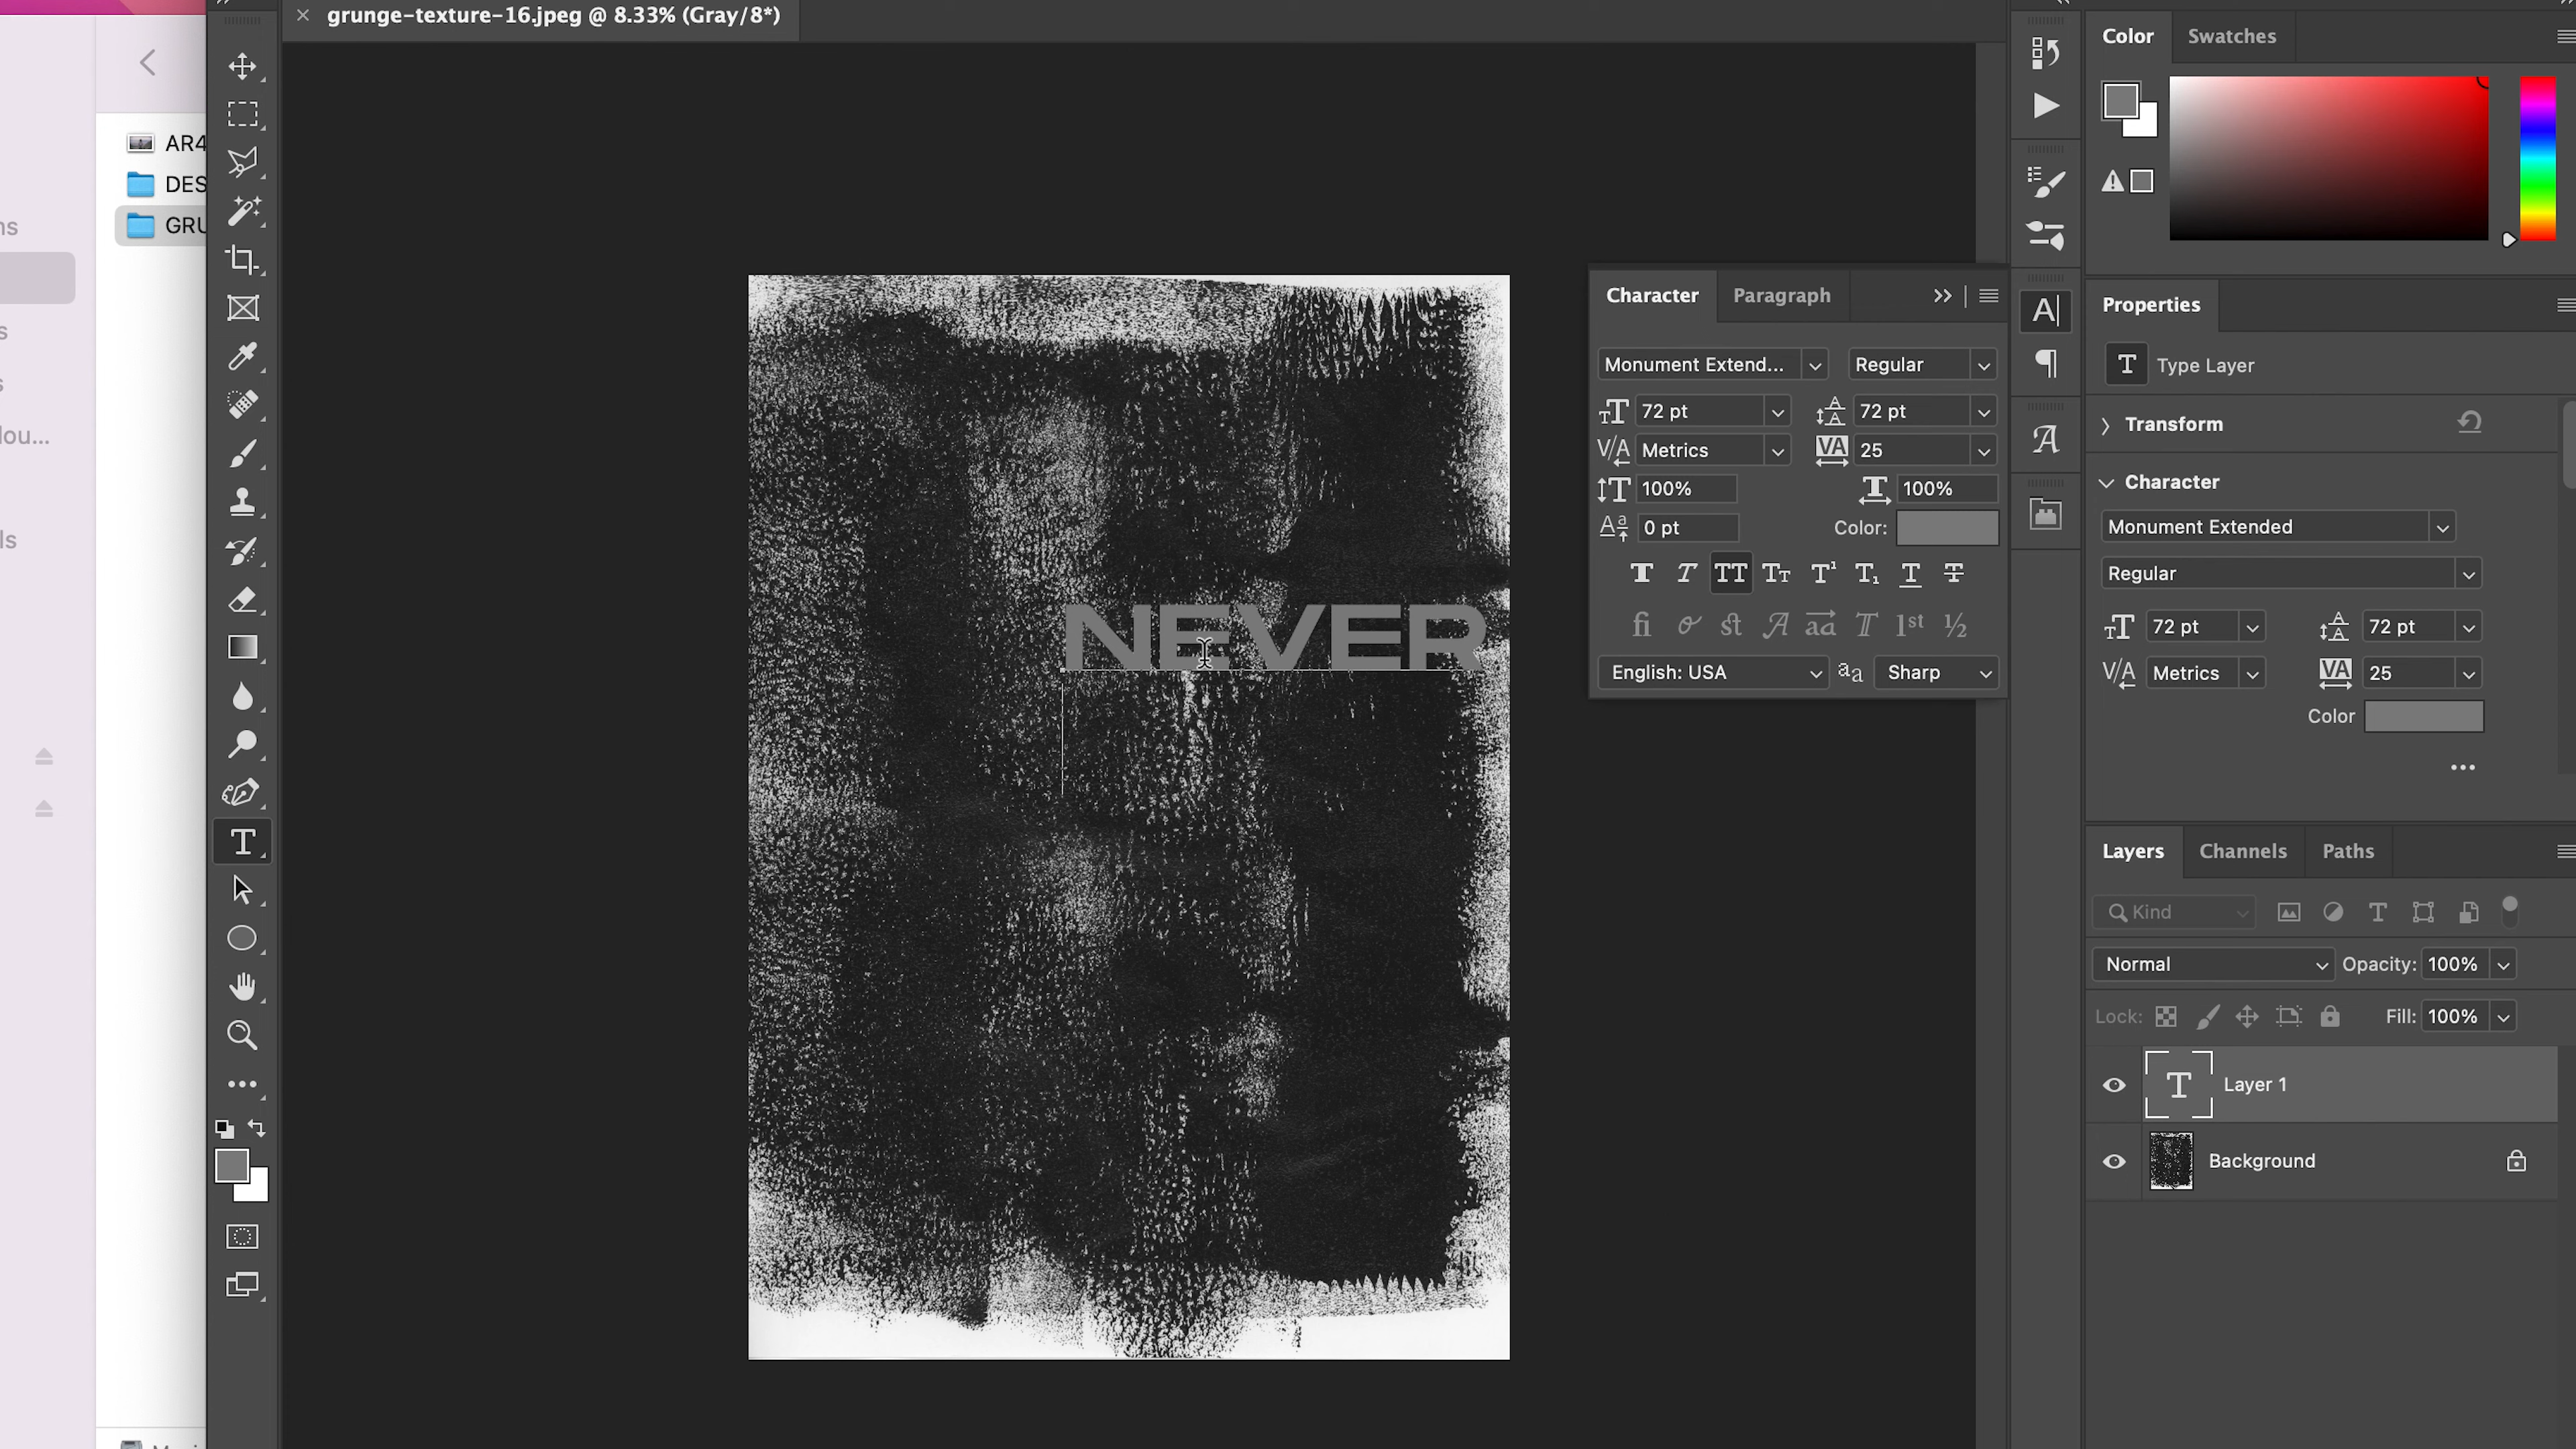 grunge-texture-16.jpeg @ 8.33% (Gray/8*)
AR4
DES
GRU
ns
s
s
lou...
ls
NEVER
Character Paragraph
Monument Extend... Regular
72 pt 72 pt
Metrics 25
100% 100%
0 pt Color:
English: USA Sharp
Color Swatches
Properties
Type Layer
Transform
Character
Monument Extended
Regular
72 pt 72 pt
Metrics 25
Color
Layers Channels Paths
Kind
Normal Opacity: 100%
Lock: Fill: 100%
Layer 1
Background